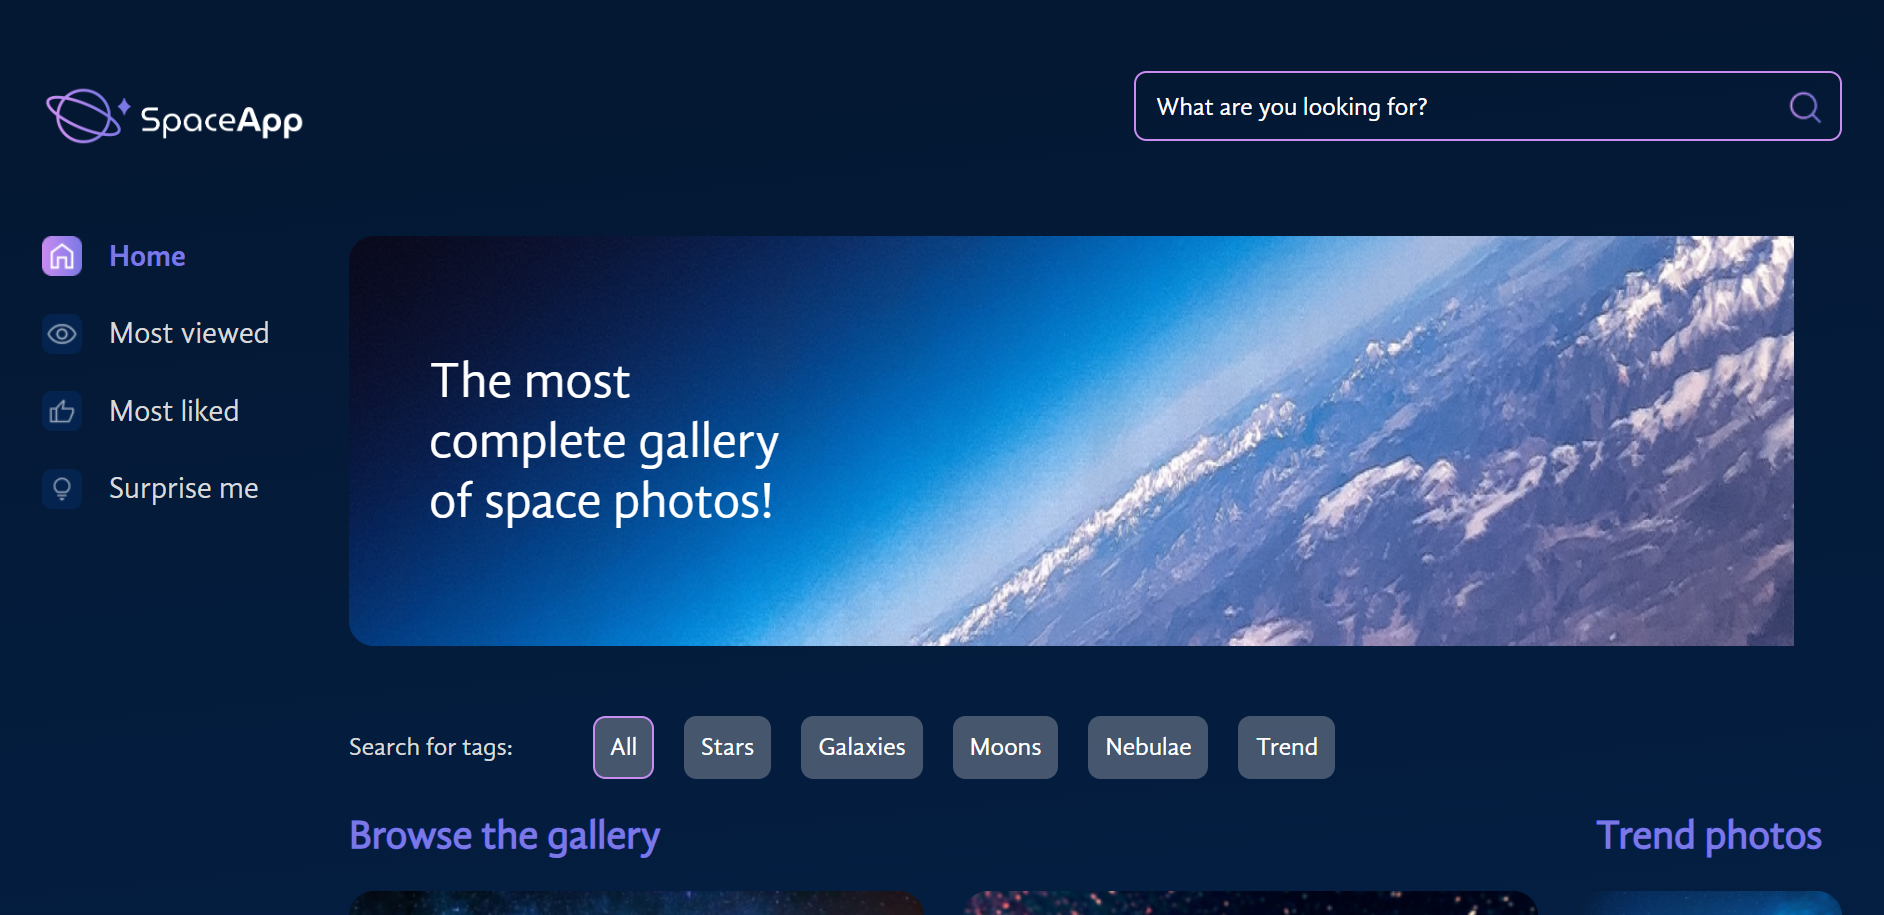 SpaceApp
What are you looking for?
Home
Most viewed
Most liked
Surprise me
The most
complete gallery
of space photos!
Search for tags:
All
Stars
Galaxies
Moons
Nebulae
Trend
Browse the gallery
Trend photos